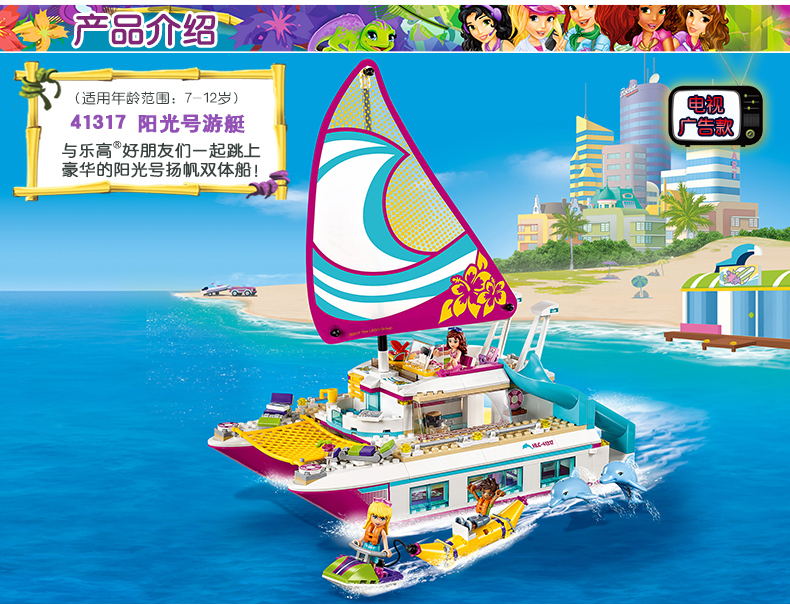 产品介绍
（适用年龄范围：7-12岁）
41317 阳光号游艇
与乐高®好朋友们一起跳上
豪华的阳光号扬帆双体船！
电视
广告款
HLC-41317